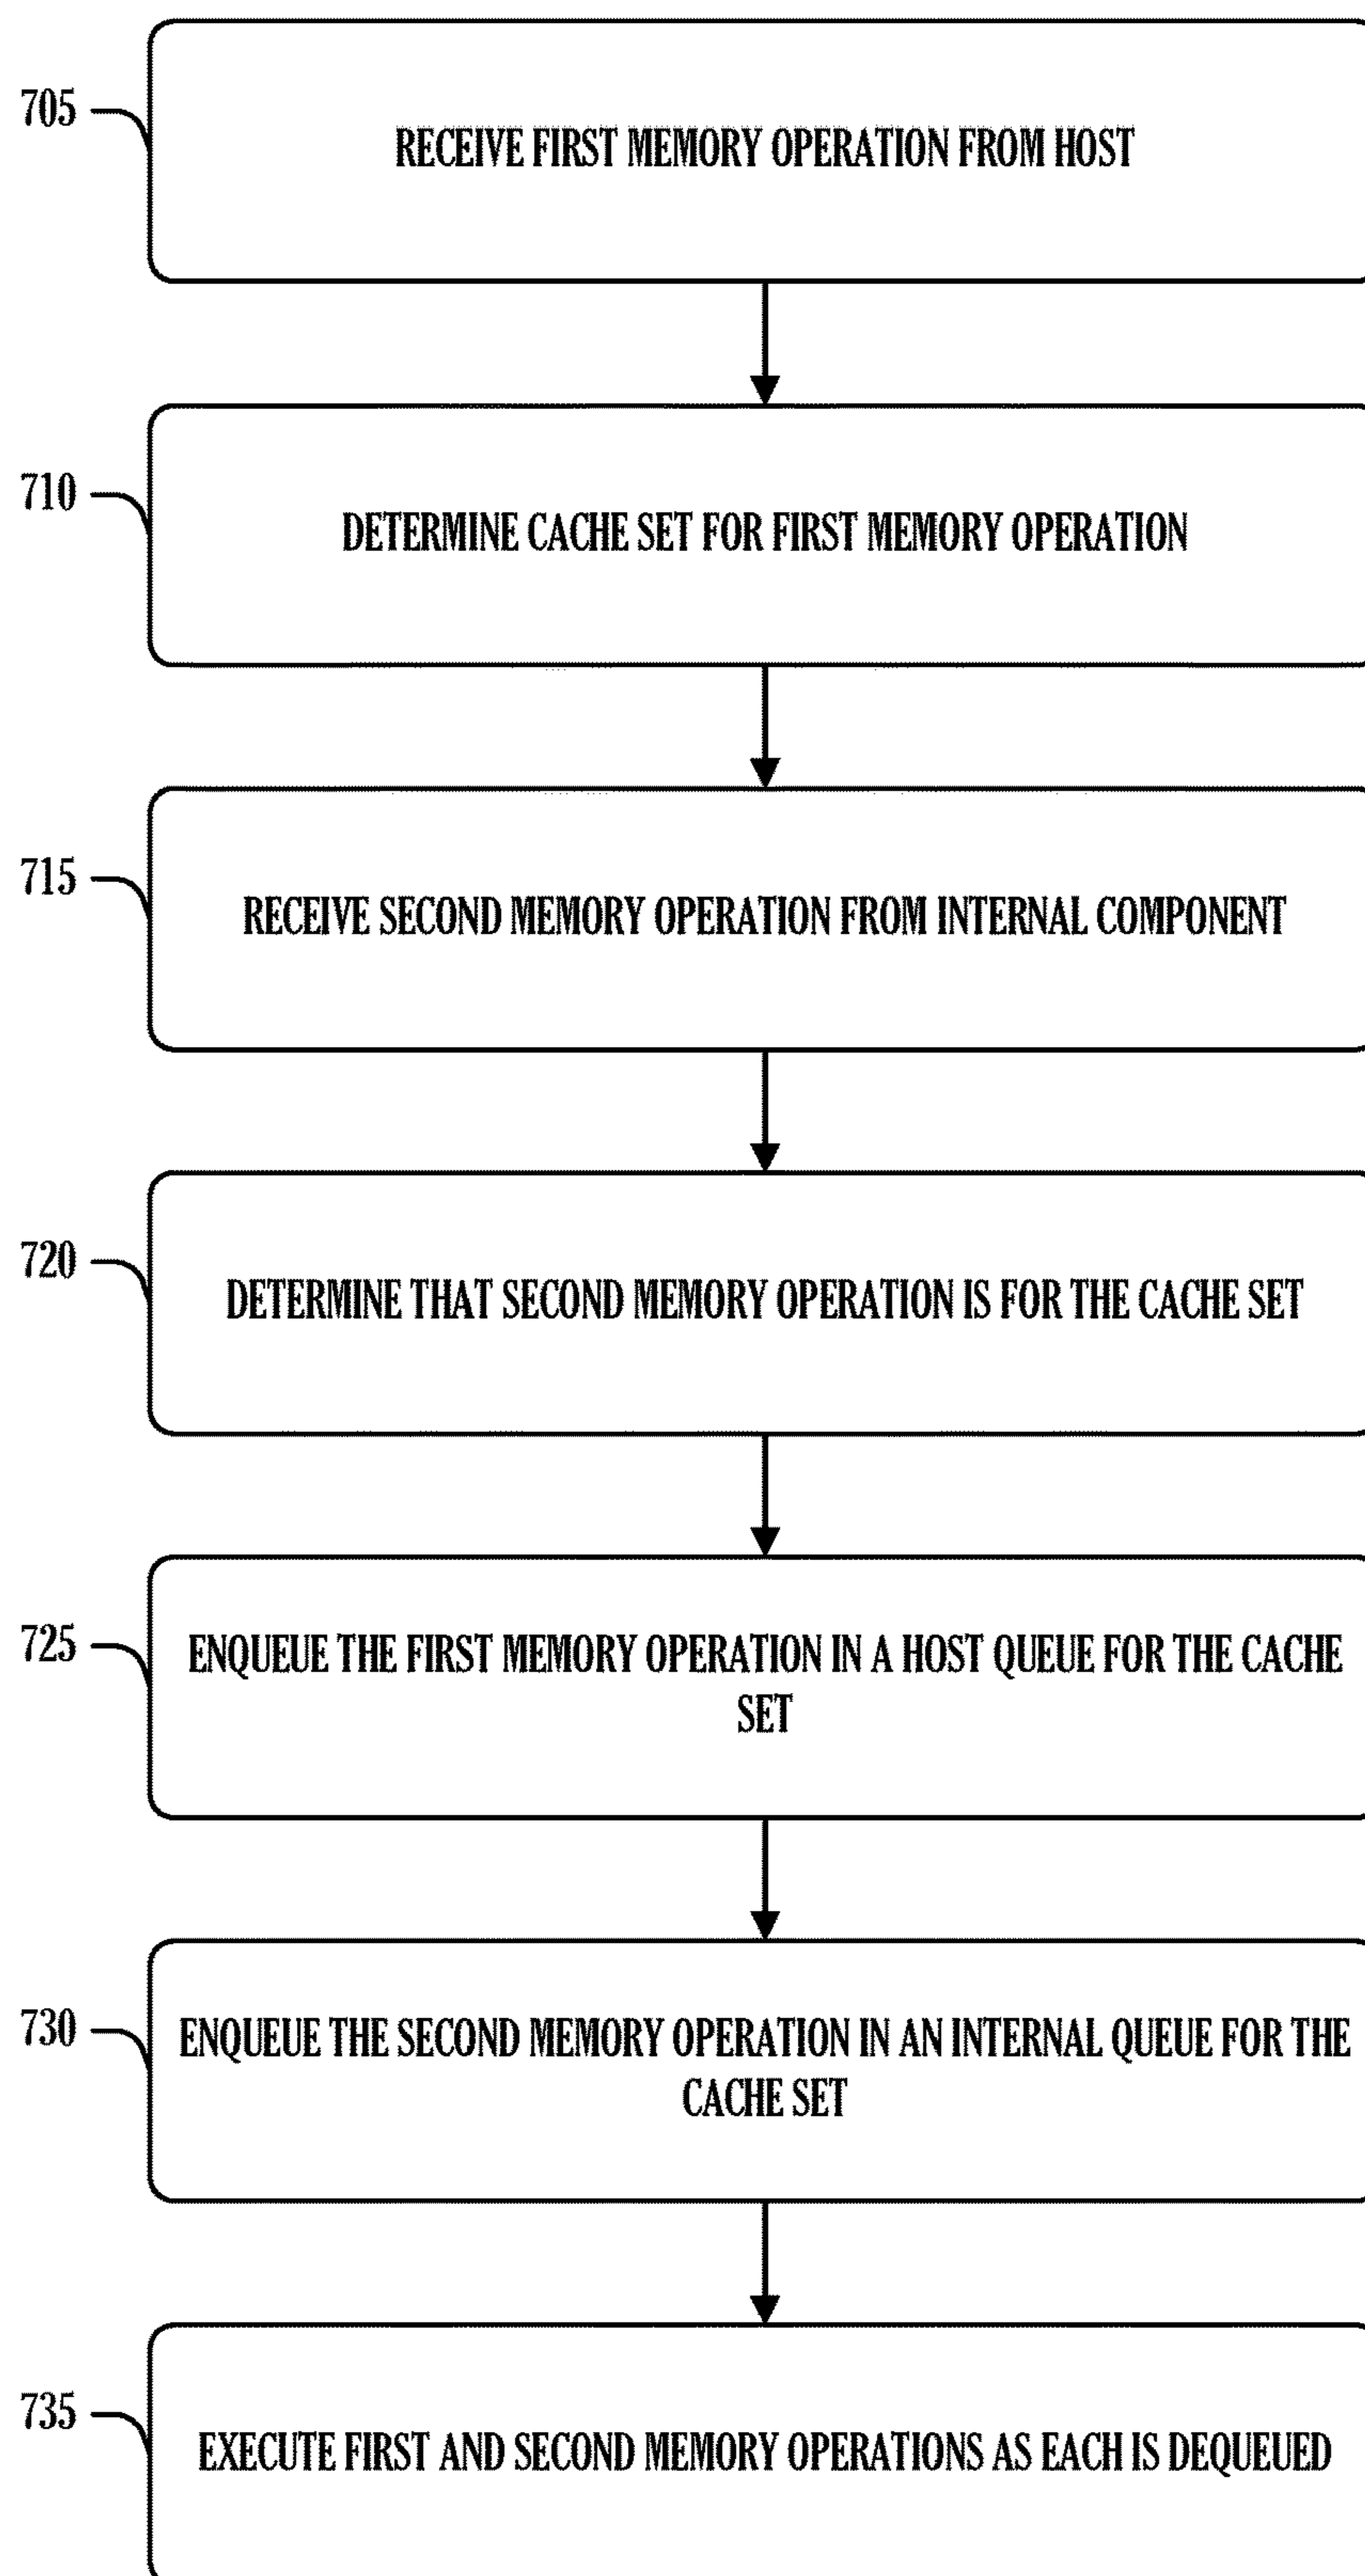 705
RECEIVE FIRST MEMORY OPERATION FROM HOST
710
DETERMINE CACHE SET FOR FIRST MEMORY OPERATION
715
RECEIVE SECOND MEMORY OPERATION FROM INTERNAL COMPONENT
720
DETERMINE THAT SECOND MEMORY OPERATION IS FOR THE CACHE SET
725
ENQUEUE THE FIRST MEMORY OPERATION IN A HOST QUEUE FOR THE CACHE
SET
730
ENQUEUE THE SECOND MEMORY OPERATION IN AN INTERNAL QUEUE FOR THE
CACHE SET
735
EXECUTE FIRST AND SECOND MEMORY OPERATIONS AS EACH IS DEQUEUED